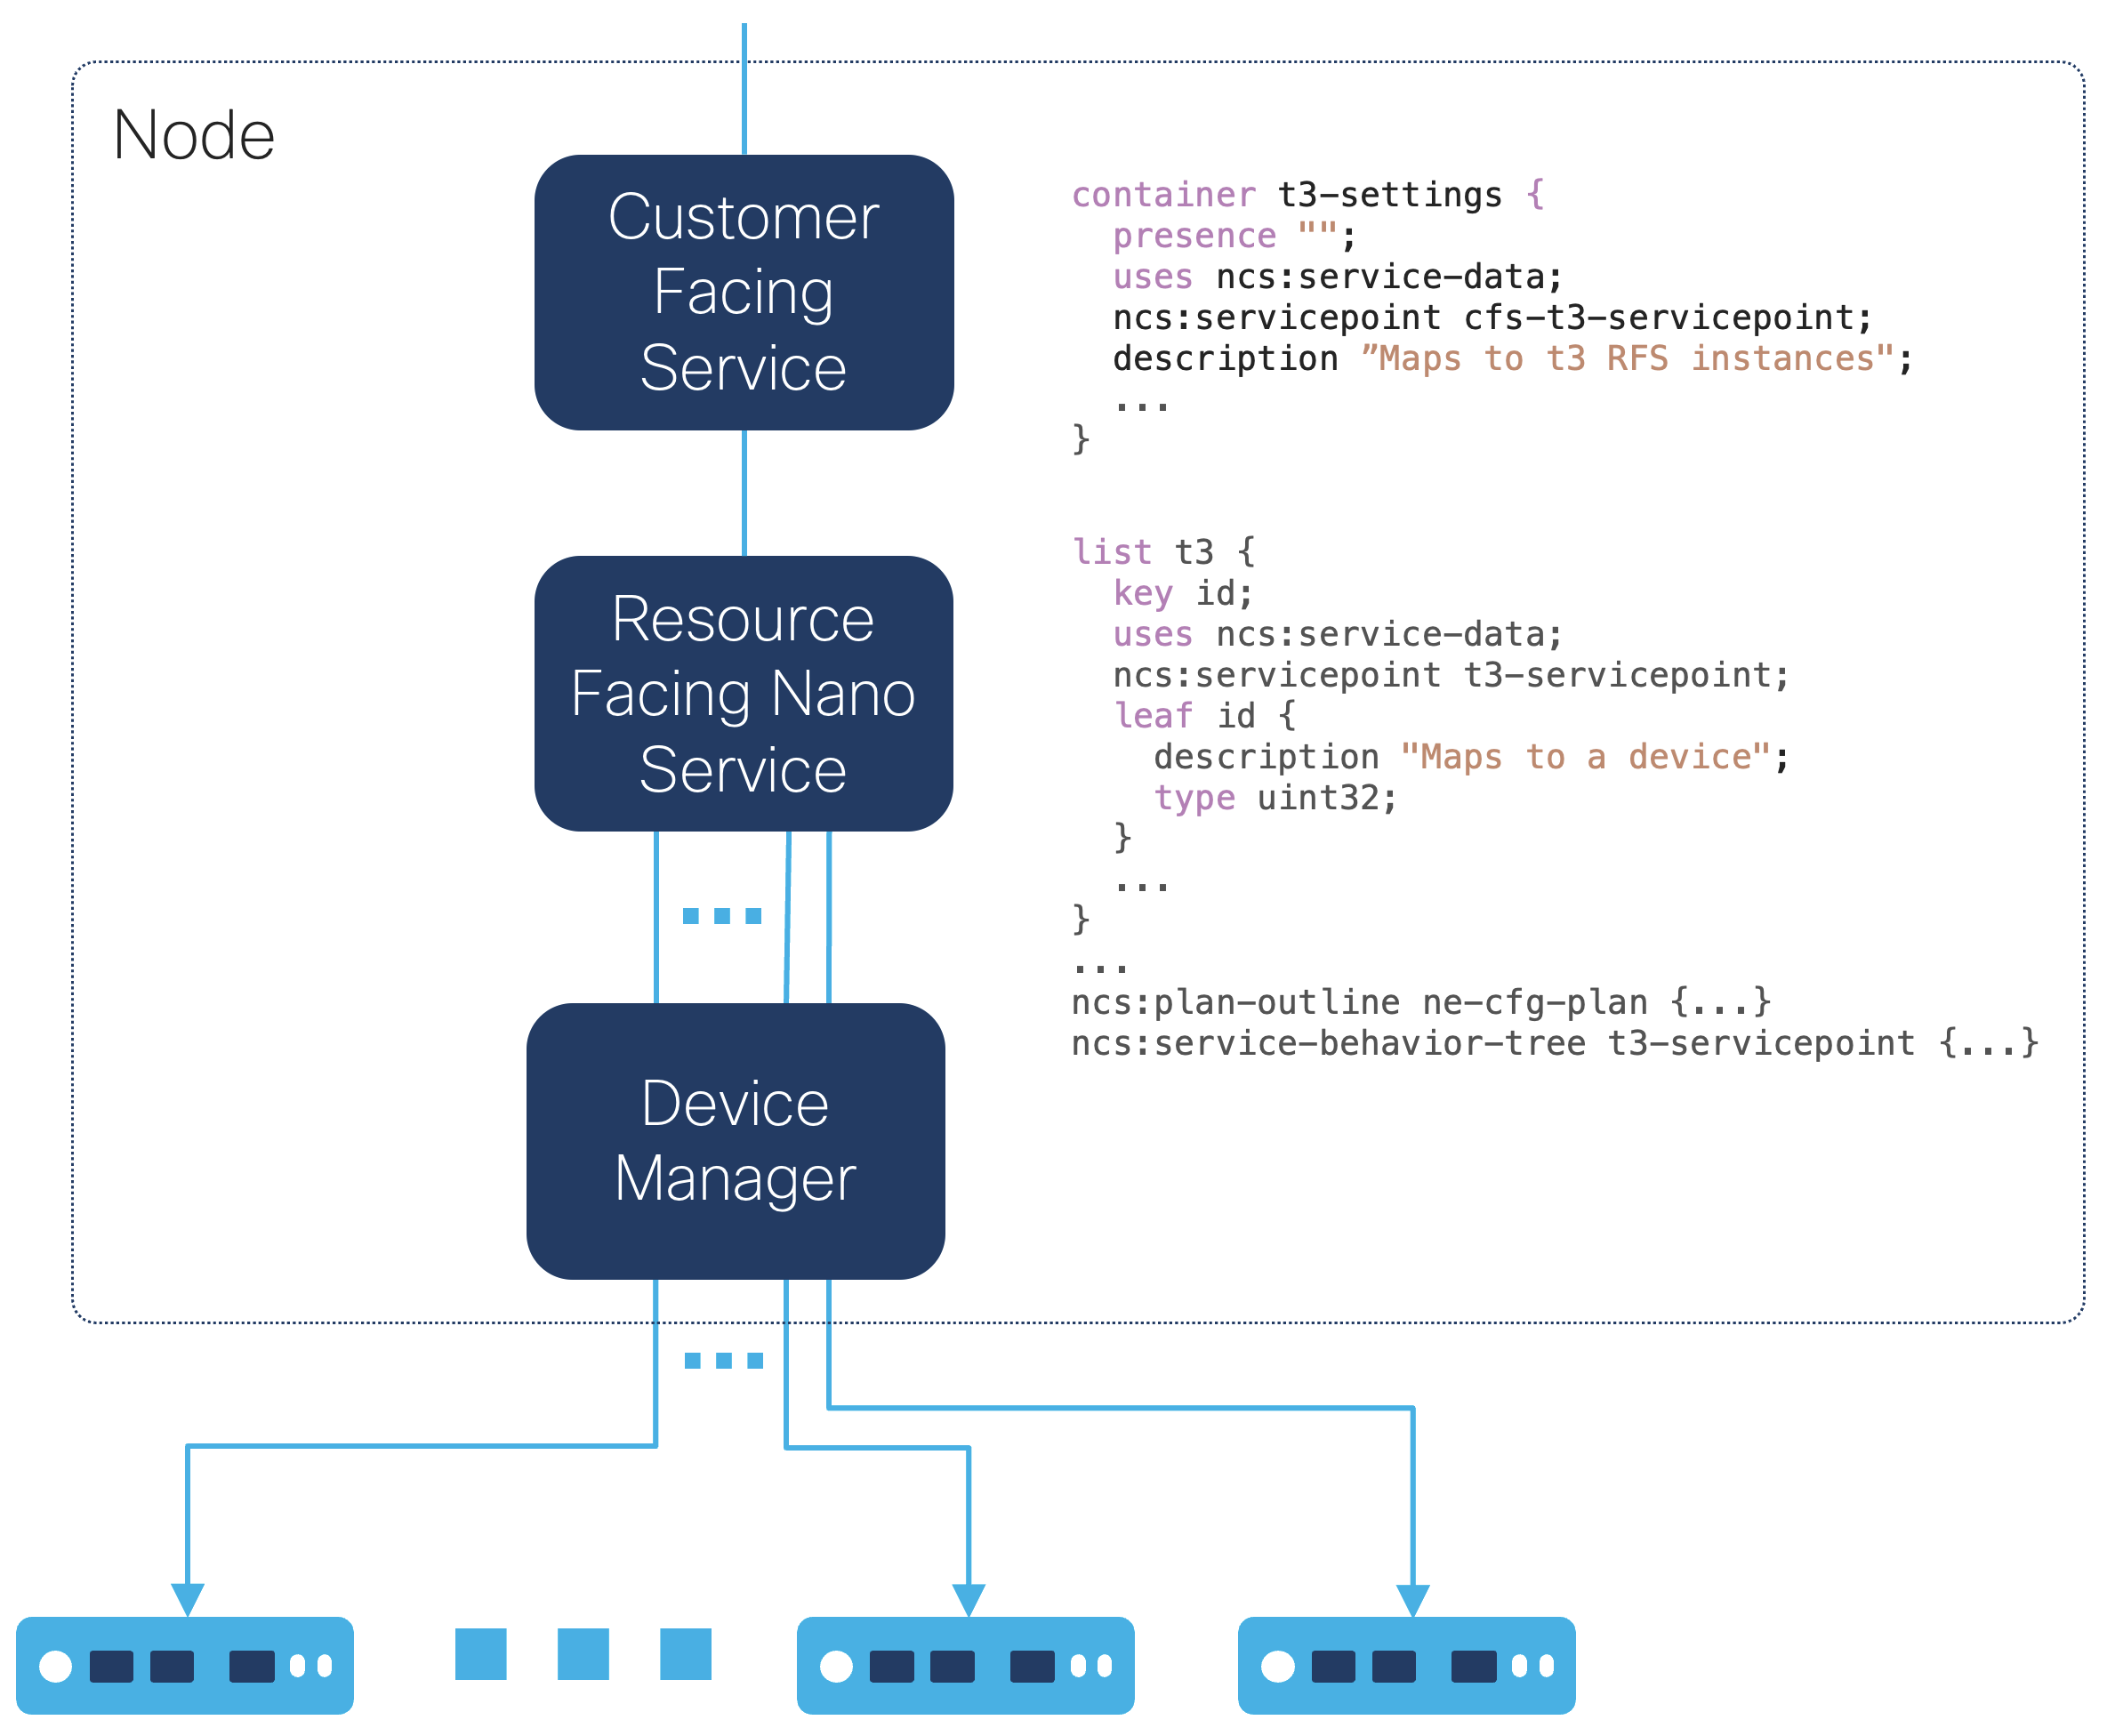 Node
Customer
Facing
Service
container t3-settings {
  presence "";
  uses ncs:service-data;
  ncs:servicepoint cfs-t3-servicepoint;
  description ”Maps to t3 RFS instances";
  ...
}
Resource
Facing Nano
Service
list t3 {
  key id;
  uses ncs:service-data;
  ncs:servicepoint t3-servicepoint;
  leaf id {
    description "Maps to a device";
    type uint32;
  }
  ...
}
...
ncs:plan-outline ne-cfg-plan {...}
ncs:service-behavior-tree t3-servicepoint {...}
Device
Manager